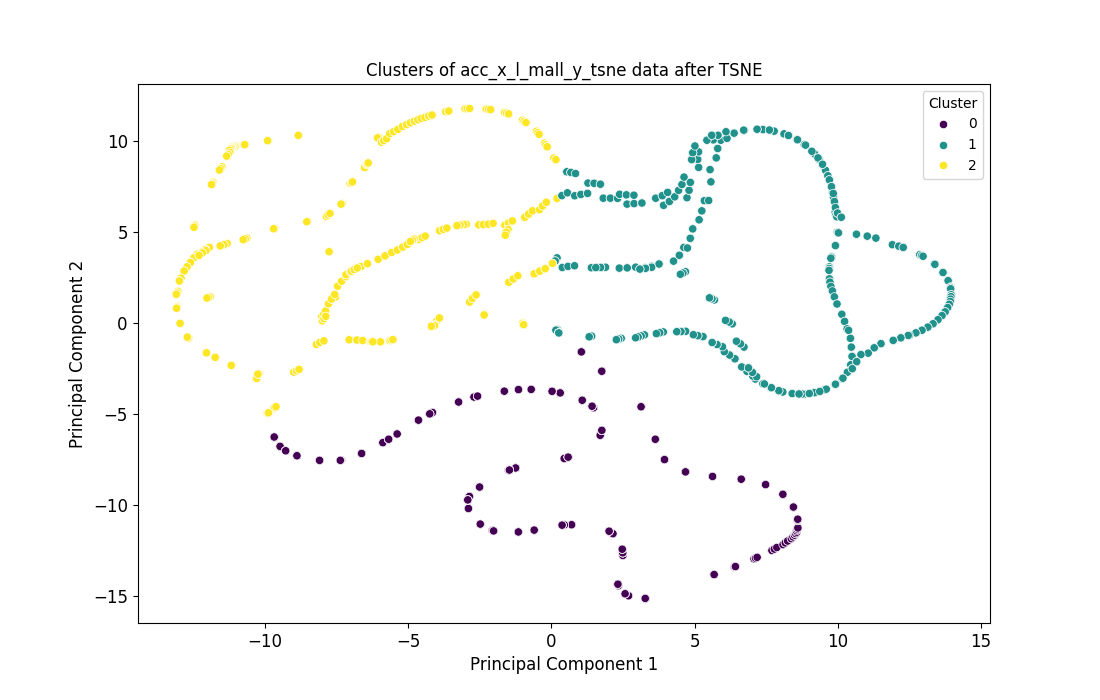 Clusters of acc_x_l_mall_y_tsne data after TSNE
Cluster
0
1
2
10
5
0
−5
−10
−15
Principal Component 2
−10 −5 0 5 10 15
Principal Component 1